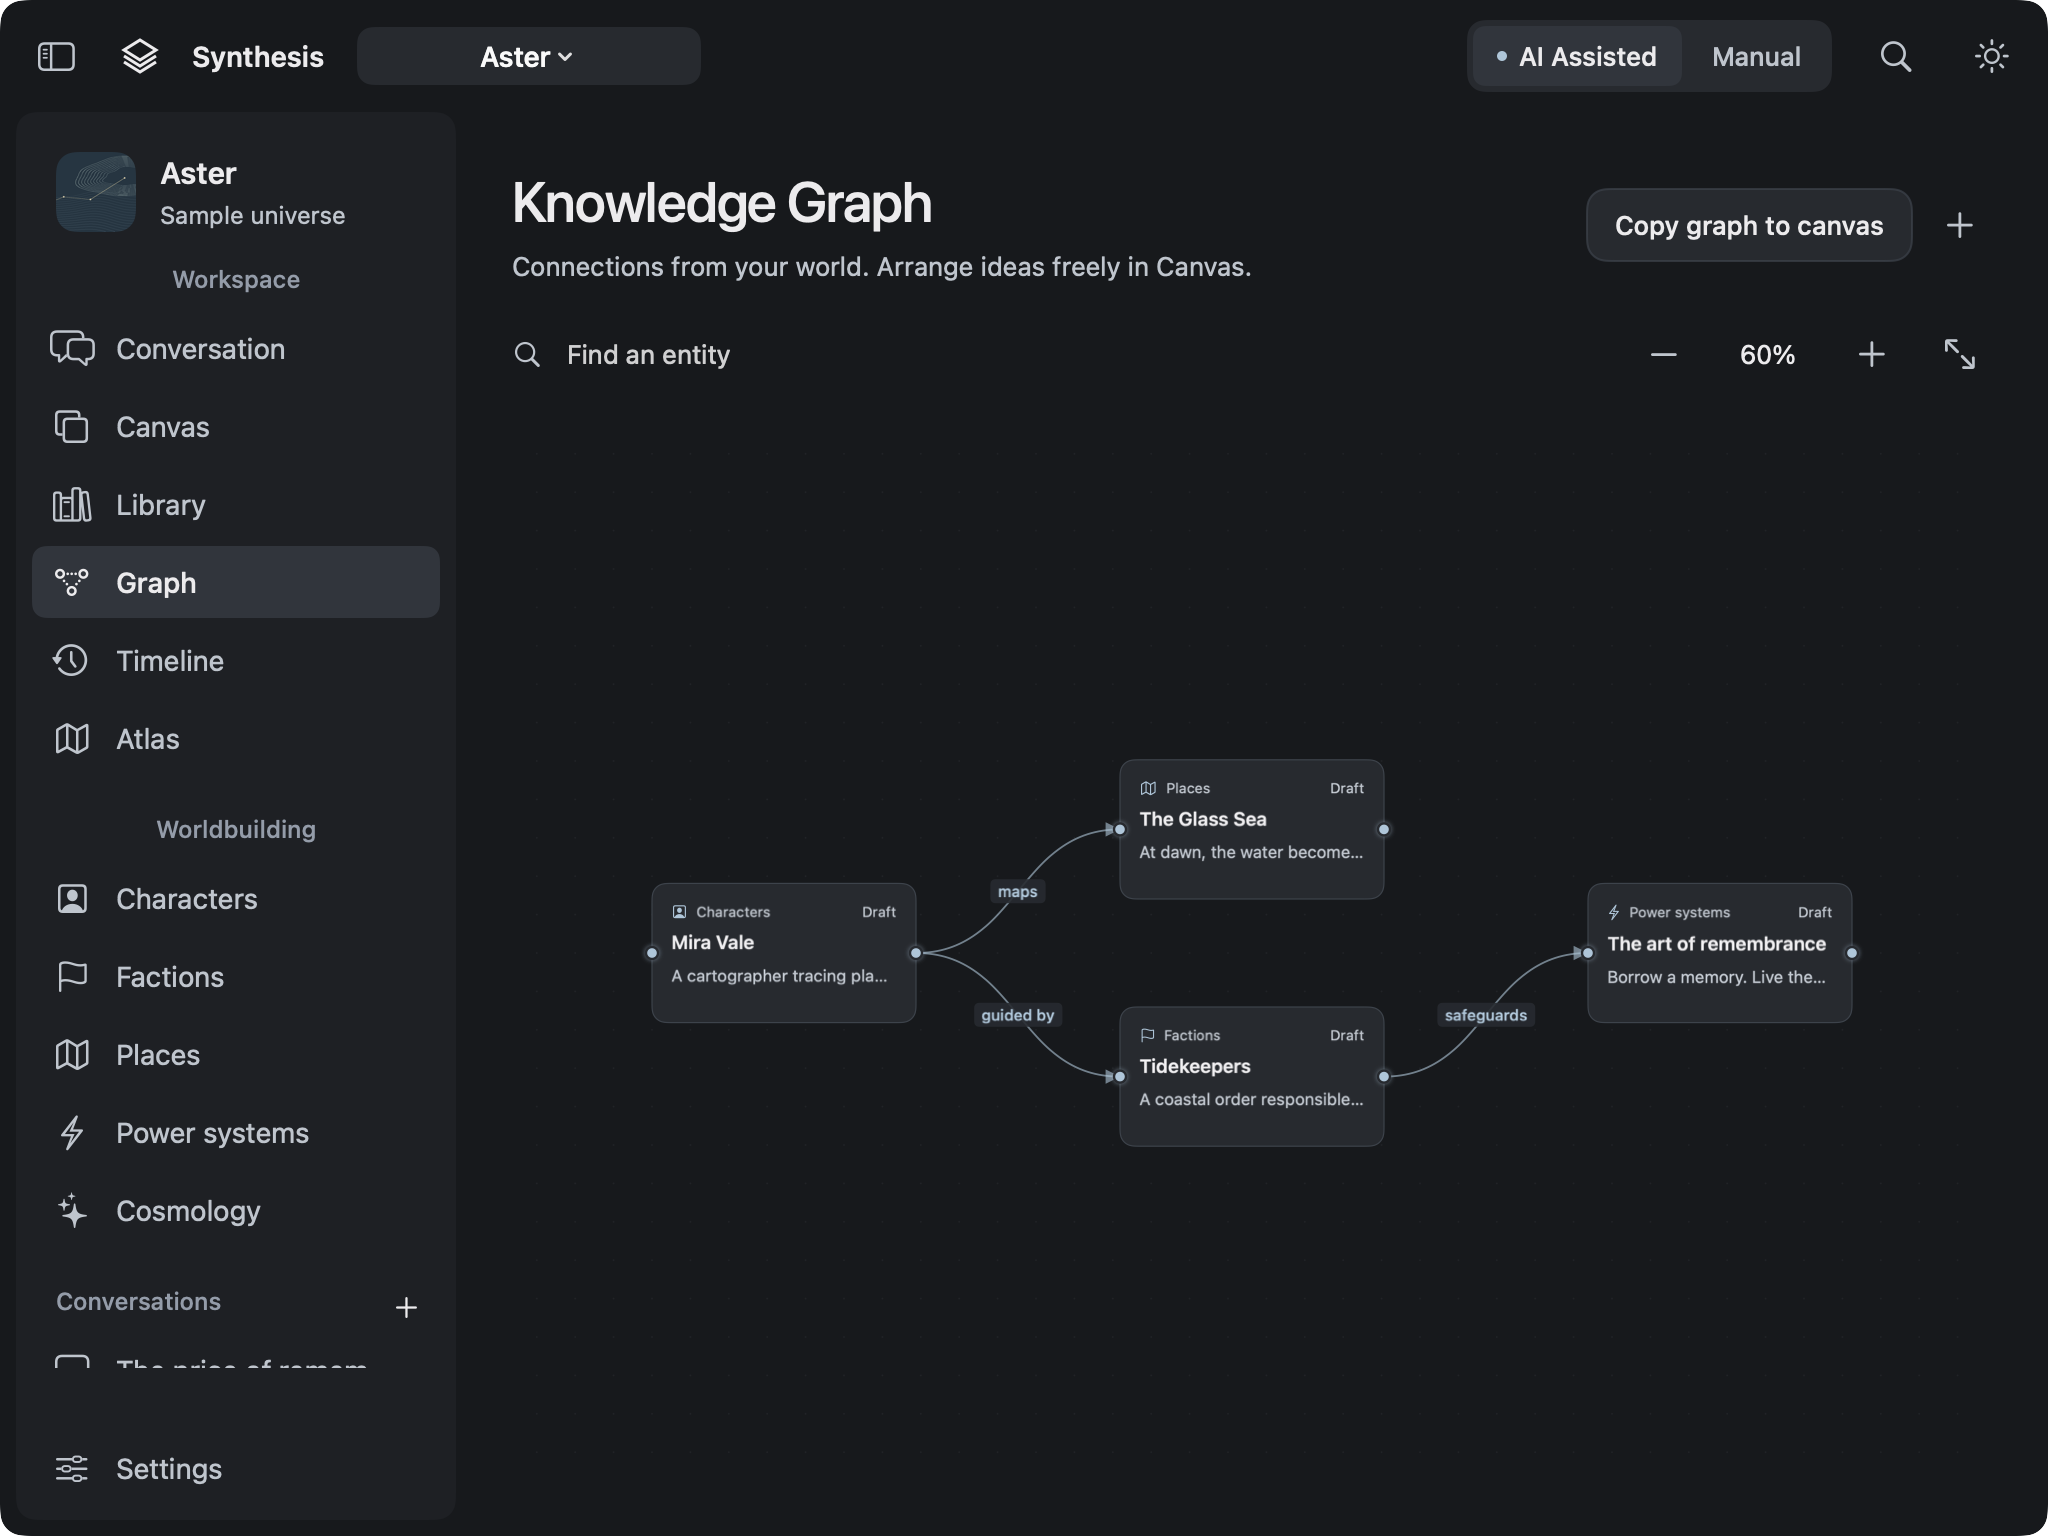 Synthesis
Aster
AI Assisted
Manual
Aster
Sample universe
Workspace
Conversation
Canvas
Library
Graph
Timeline
Atlas
Worldbuilding
Characters
Factions
Places
Power systems
Cosmology
Conversations
The price of remem
Settings
Knowledge Graph
Connections from your world. Arrange ideas freely in Canvas.
Copy graph to canvas
Find an entity
60%
Places
Draft
The Glass Sea
At dawn, the water become...
maps
Characters
Draft
Mira Vale
A cartographer tracing pla...
guided by
Factions
Draft
Tidekeepers
A coastal order responsible...
safeguards
Power systems
Draft
The art of remembrance
Borrow a memory. Live the...